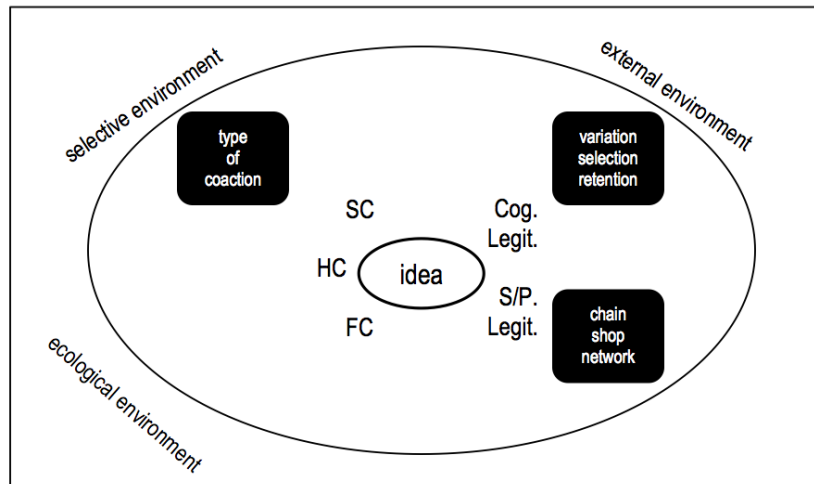 selective environment
external environment
type
of
coaction
variation
selection
retention
SC
Cog.
Legit.
HC
idea
S/P.
Legit.
FC
chain
shop
network
ecological environment